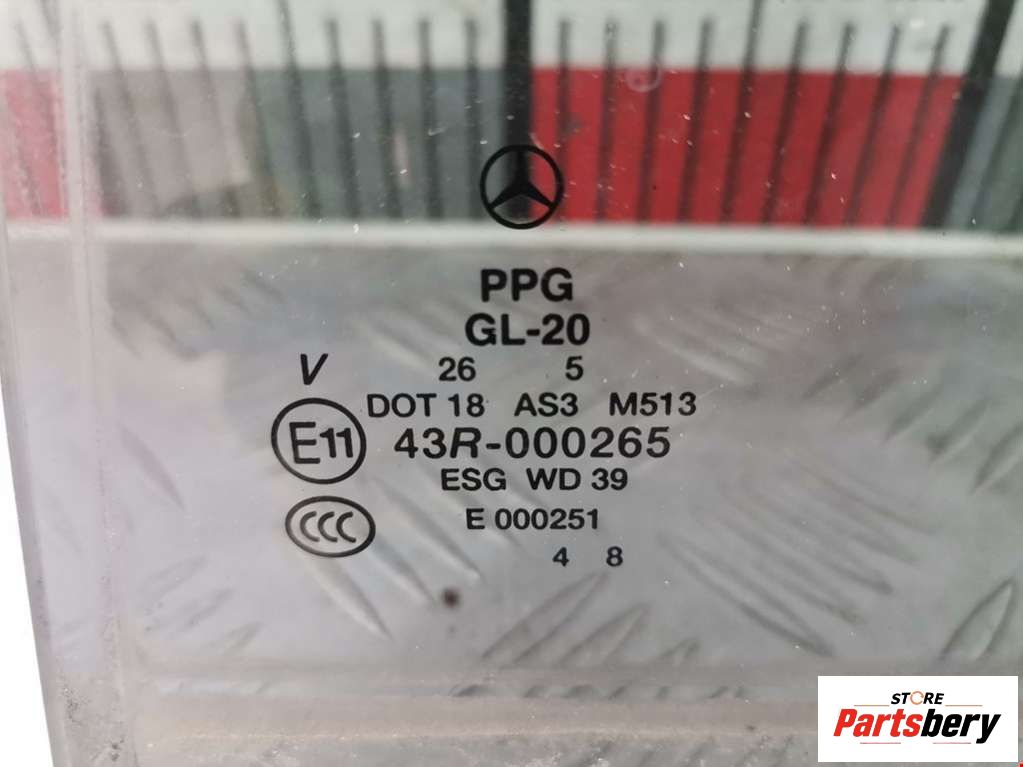 PPG
GL-20
V 26 5
DOT 18 AS3 M513
E11 43R-000265
ESG WD 39
CCC E 000251
4 8
STORE
Partsbery